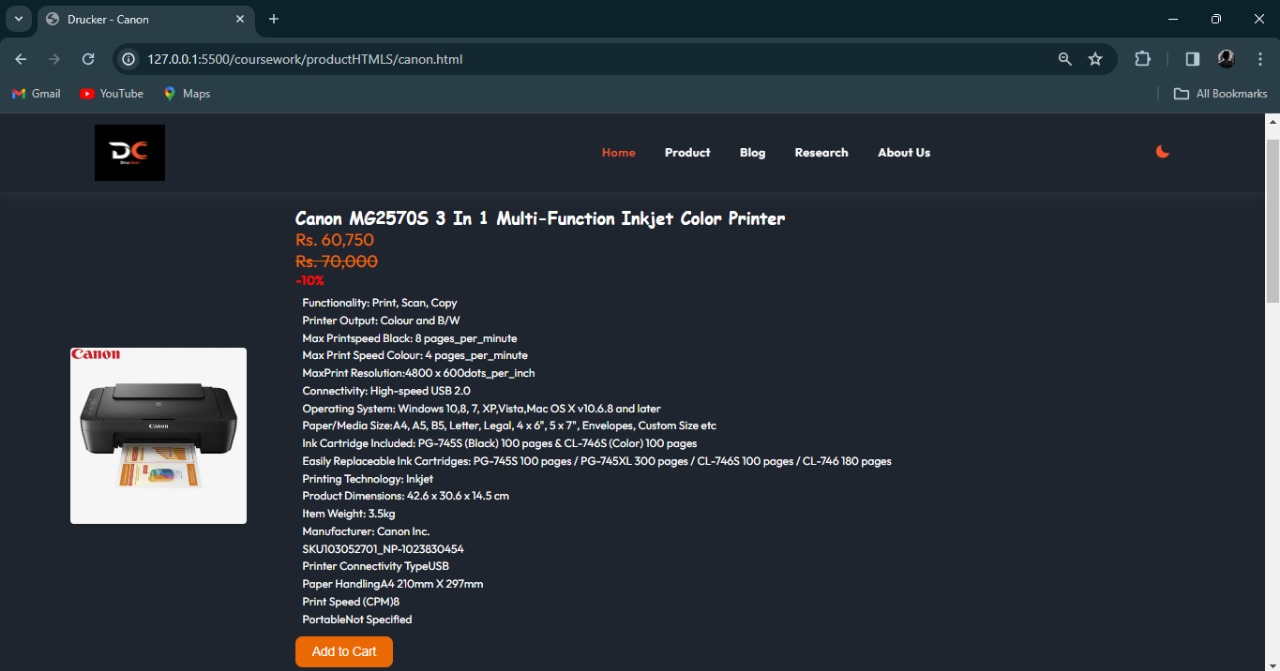 Drucker - Canon
127.0.0.1:5500/coursework/productHTMLS/canon.html
Gmail YouTube Maps All Bookmarks
DC
Home Product Blog Research About Us
Canon MG2570S 3 In 1 Multi-Function Inkjet Color Printer
Rs. 60,750
Rs. 70,000
-10%
Functionality: Print, Scan, Copy
Printer Output: Colour and B/W
Max Printspeed Black: 8 pages_per_minute
Max Print Speed Colour: 4 pages_per_minute
MaxPrint Resolution:4800 x 600dots_per_inch
Connectivity: High-speed USB 2.0
Operating System: Windows 10,8, 7, XP,Vista,Mac OS X v10.6.8 and later
Paper/Media Size:A4, A5, B5, Letter, Legal, 4 x 6", 5 x 7", Envelopes, Custom Size etc
Ink Cartridge Included: PG-745S (Black) 100 pages & CL-746S (Color) 100 pages
Easily Replaceable Ink Cartridges: PG-745S 100 pages / PG-745XL 300 pages / CL-746S 100 pages / CL-746 180 pages
Printing Technology: Inkjet
Product Dimensions: 42.6 x 30.6 x 14.5 cm
Item Weight: 3.5kg
Manufacturer: Canon Inc.
SKU103052701_NP-1023830454
Printer Connectivity TypeUSB
Paper HandlingA4 210mm X 297mm
Print Speed (CPM)8
PortableNot Specified
Add to Cart
Canon
Canon